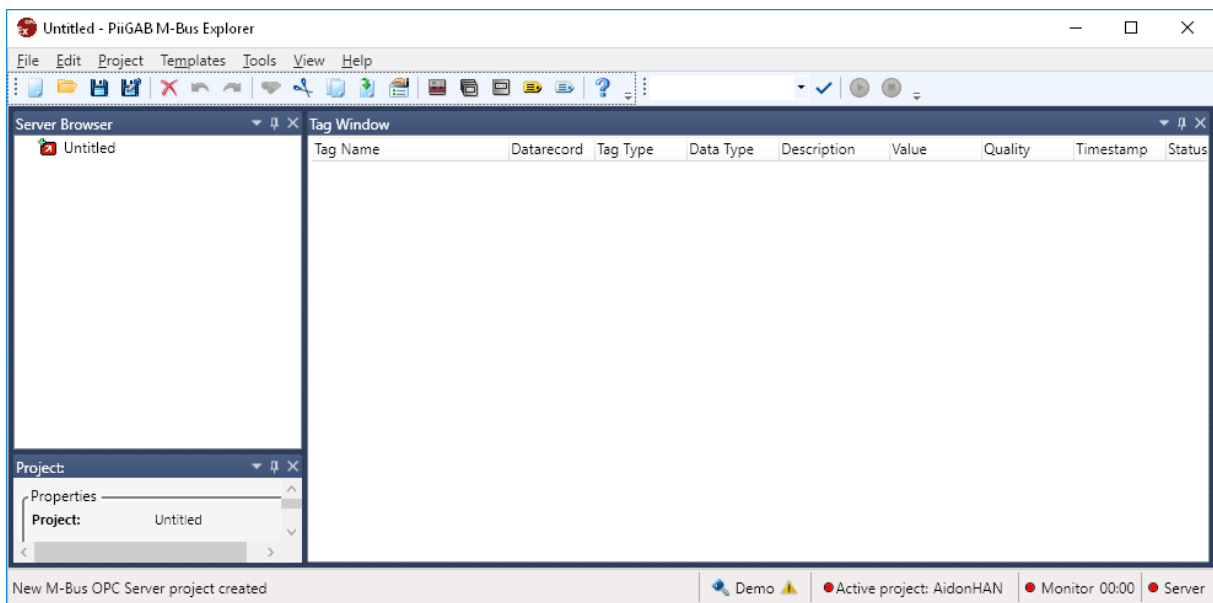 Untitled - PiiGAB M-Bus Explorer
File Edit Project Templates Tools View Help
Server Browser
Untitled
Tag Window
Tag Name Datarecord Tag Type Data Type Description Value Quality Timestamp Status
Project:
Properties
Project: Untitled
New M-Bus OPC Server project created
Demo
Active project: AidonHAN
Monitor 00:00
Server